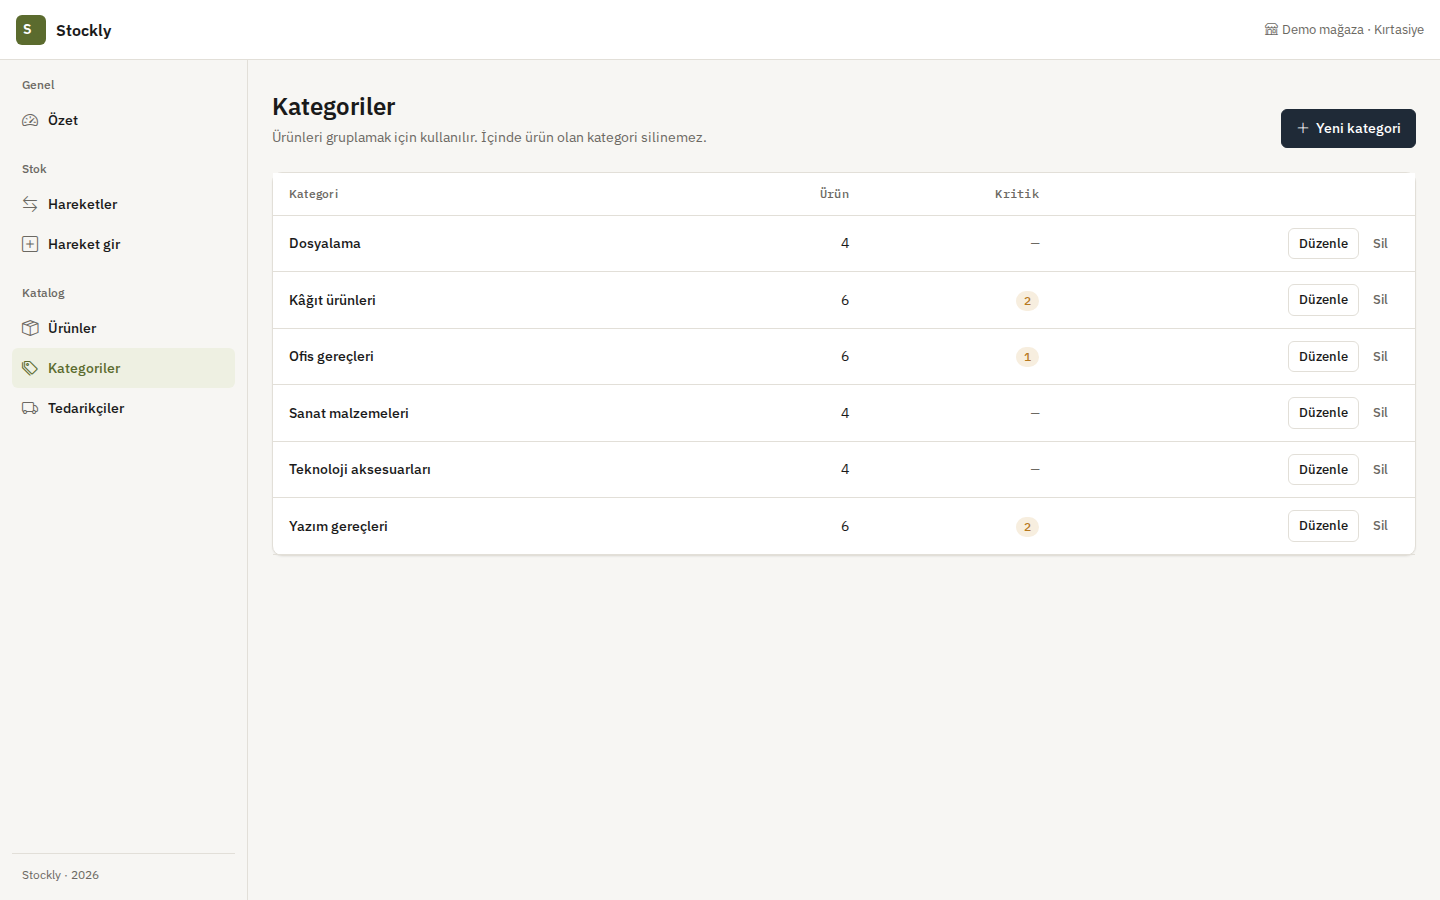 S Stockly
Demo mağaza · Kırtasiye
Genel
Özet
Stok
Hareketler
Hareket gir
Katalog
Ürünler
Kategoriler
Tedarikçiler
Stockly · 2026
Kategoriler
Ürünleri gruplamak için kullanılır. İçinde ürün olan kategori silinemez.
+ Yeni kategori
Kategori Ürün Kritik
Dosyalama 4 — Düzenle Sil
Kâğıt ürünleri 6 2 Düzenle Sil
Ofis gereçleri 6 1 Düzenle Sil
Sanat malzemeleri 4 — Düzenle Sil
Teknoloji aksesuarları 4 — Düzenle Sil
Yazım gereçleri 6 2 Düzenle Sil